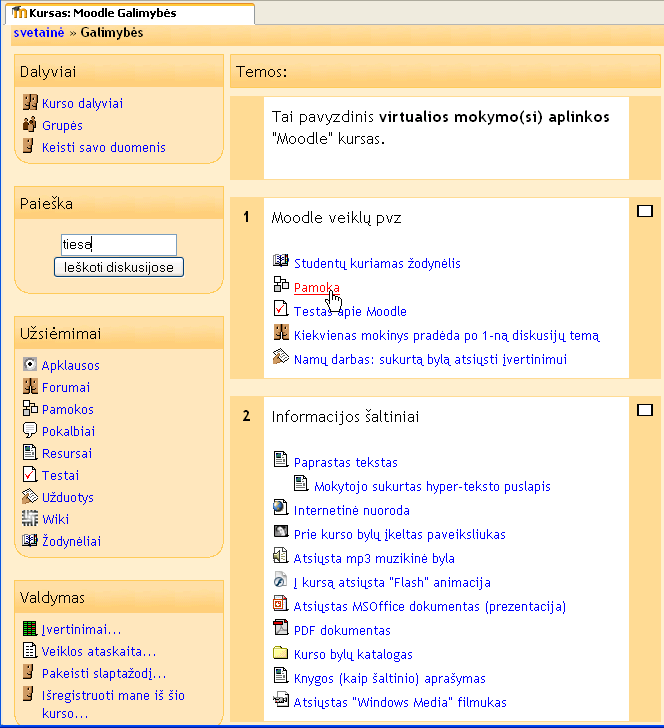 Kursas: Moodle Galimybės
svetainė » Galimybės
Dalyviai
Kurso dalyviai
Grupės
Keisti savo duomenis
Paieška
tiesa
Ieškoti diskusijose
Užsiėmimai
Apklausos
Forumai
Pamokos
Pokalbiai
Resursai
Testai
Užduotys
Wiki
Žodynėliai
Valdymas
Įvertinimai...
Veiklos ataskaita...
Pakeisti slaptažodį...
Išregistruoti mane iš šio
kurso...
Temos:
Tai pavyzdinis virtualios mokymo(si) aplinkos
"Moodle" kursas.
1
Moodle veiklų pvz
Studentų kuriamas žodynėlis
Pamoka
Testas apie Moodle
Kiekvienas mokinys pradėda po 1-ną diskusijų temą
Namų darbas: sukurtą bylą atsiųsti įvertinimui
2
Informacijos šaltiniai
Paprastas tekstas
Mokytojo sukurtas hyper-teksto puslapis
Internetinė nuoroda
Prie kurso bylų įkeltas paveiksliukas
Atsiųsta mp3 muzikinė byla
Į kursą atsiųsta "Flash" animacija
Atsiųstas MSOffice dokumentas (prezentacija)
PDF dokumentas
Kurso bylų katalogas
Knygos (kaip šaltinio) aprašymas
Atsiųstas "Windows Media" filmukas